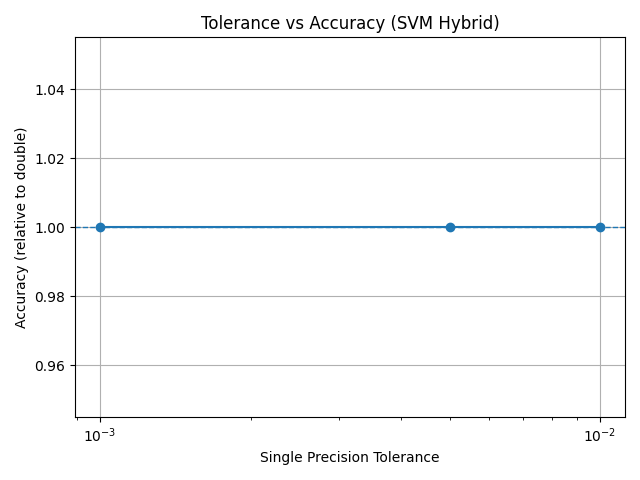 Tolerance vs Accuracy (SVM Hybrid)
Accuracy (relative to double)
1.04
1.02
1.00
0.98
0.96
10⁻³
10⁻²
Single Precision Tolerance